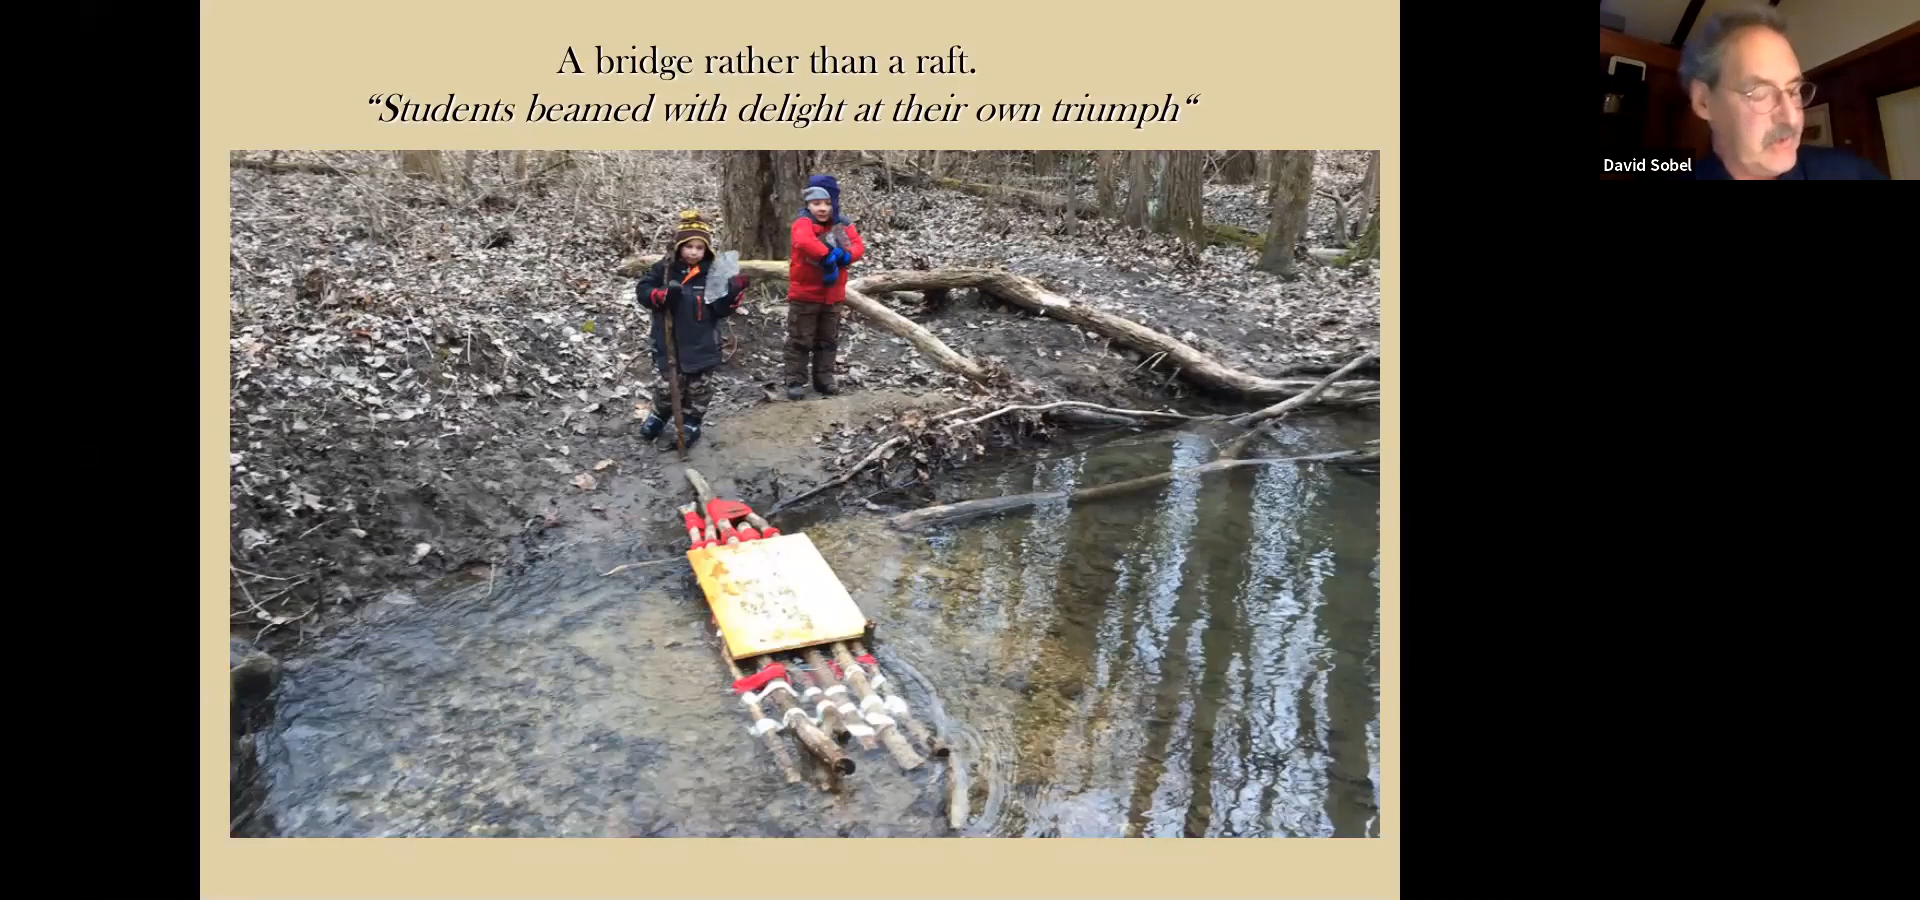 A bridge rather than a raft.
“Students beamed with delight at their own triumph“
David Sobel